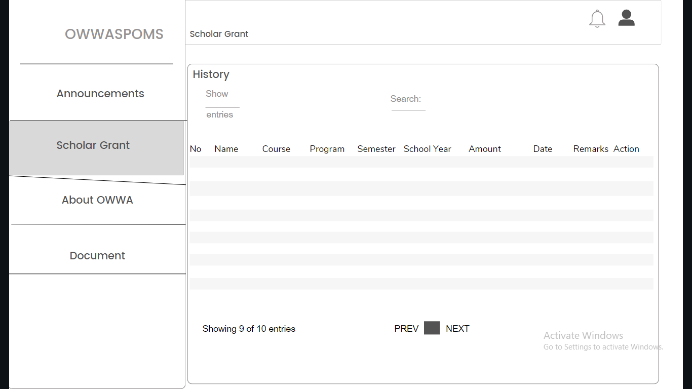 OWWASPOMS
Scholar Grant
Announcements
Scholar Grant
About OWWA
Document
History
Show
entries
Search:
No Name Course Program Semester School Year Amount Date Remarks Action
Showing 9 of 10 entries
PREV NEXT
Activate Windows
Go to Settings to activate Windows.